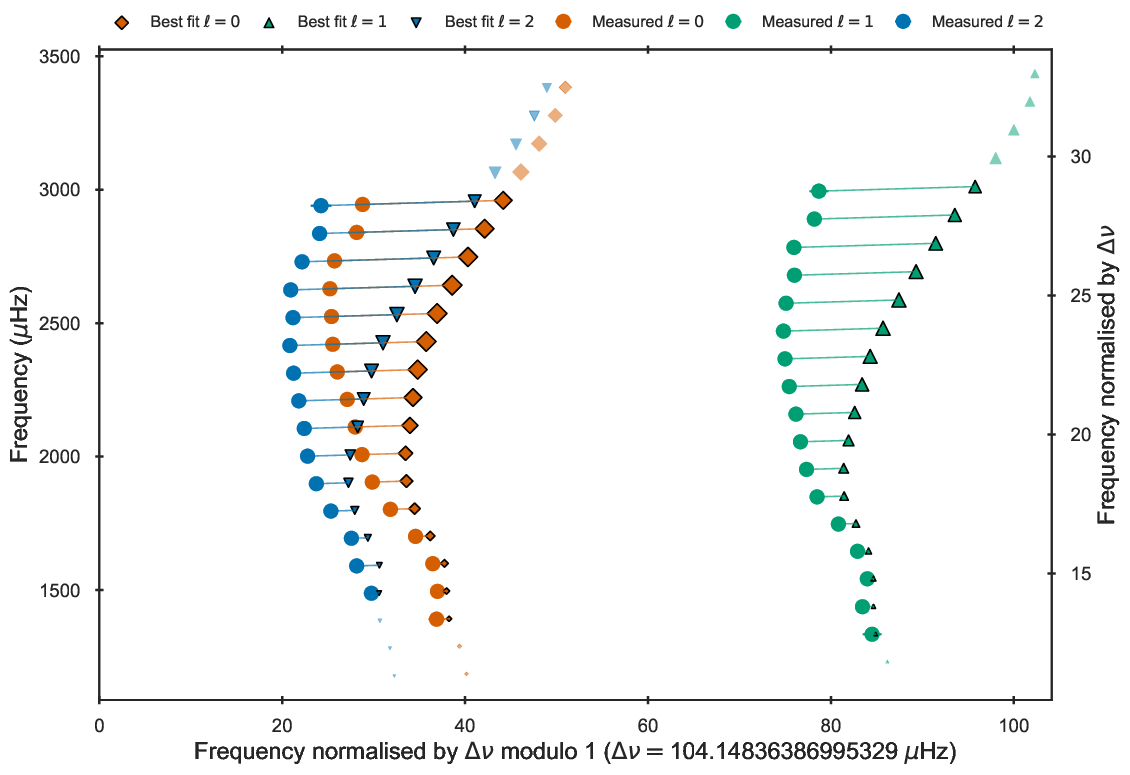 Best fit ℓ = 0 Best fit ℓ = 1 Best fit ℓ = 2 Measured ℓ = 0 Measured ℓ = 1 Measured ℓ = 2
3500
3000
2500
2000
1500
Frequency (μHz)
30
25
20
15
Frequency normalised by Δν
0 20 40 60 80 100
Frequency normalised by Δν modulo 1 (Δν = 104.14836386995329 μHz)